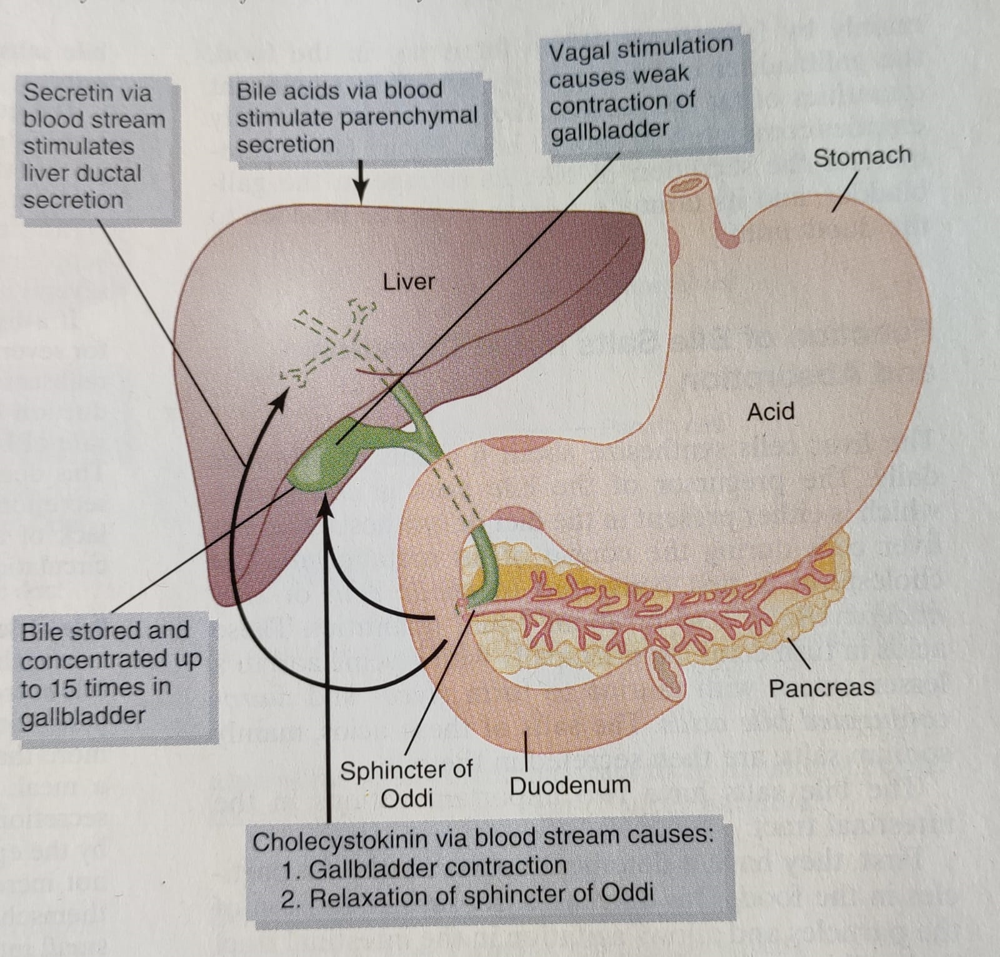 Vagal stimulation
causes weak
contraction of
gallbladder
Secretin via
blood stream
stimulates
liver ductal
secretion
Bile acids via blood
stimulate parenchymal
secretion
Stomach
Liver
Acid
Bile stored and
concentrated up
to 15 times in
gallbladder
Pancreas
Sphincter of
Oddi
Duodenum
Cholecystokinin via blood stream causes:
1. Gallbladder contraction
2. Relaxation of sphincter of Oddi